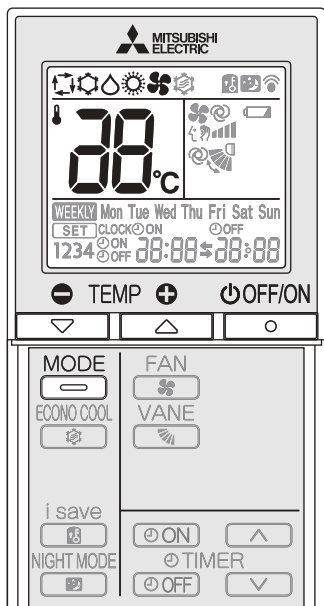 MITSUBISHI
ELECTRIC
88°C
WEEKLY Mon Tue Wed Thu Fri Sat Sun
SET CLOCK ON OFF
1234 ON OFF 88:88 88:88
TEMP OFF/ON
MODE FAN
ECONO COOL VANE
i save
ON
NIGHT MODE TIMER
OFF